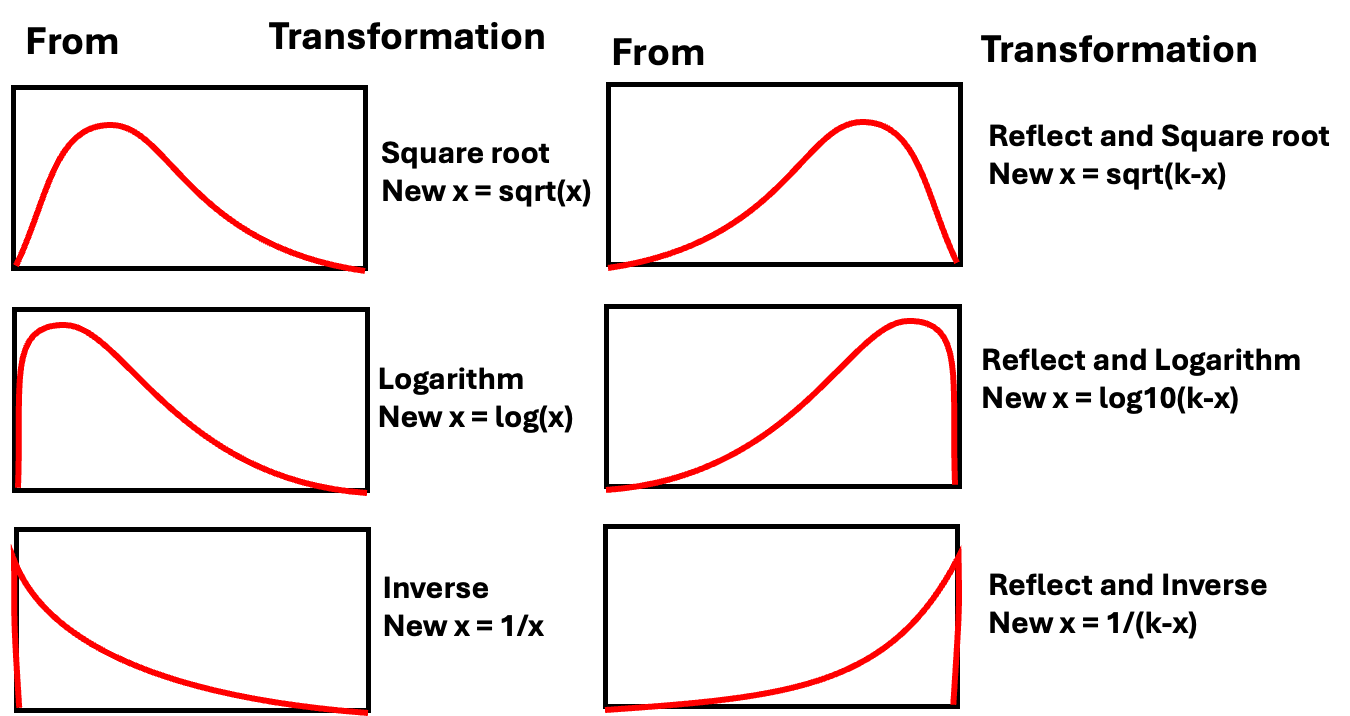 From
Transformation
From
Transformation
Square root
New x = sqrt(x)
Reflect and Square root
New x = sqrt(k-x)
Logarithm
New x = log(x)
Reflect and Logarithm
New x = log10(k-x)
Inverse
New x = 1/x
Reflect and Inverse
New x = 1/(k-x)